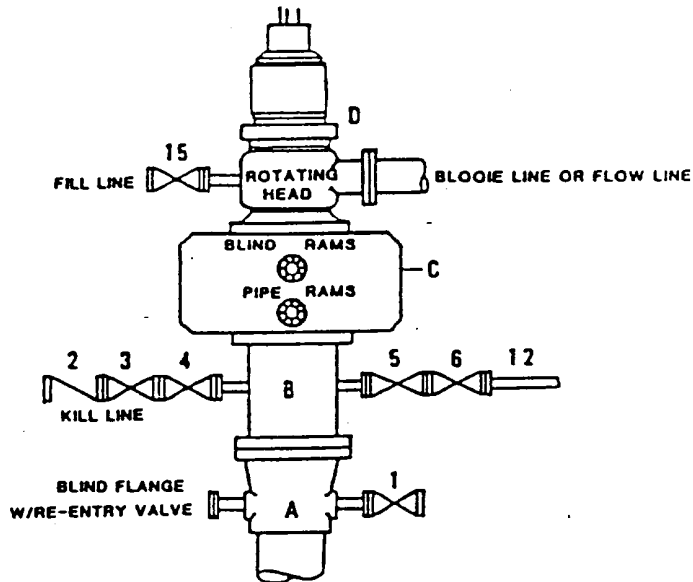 D
15
FILL LINE
ROTATING
HEAD
BLOOIE LINE OR FLOW LINE
BLIND RAMS
C
PIPE RAMS
2 3 4
5 6 12
B
KILL LINE
BLIND FLANGE
W/RE-ENTRY VALVE
1
A